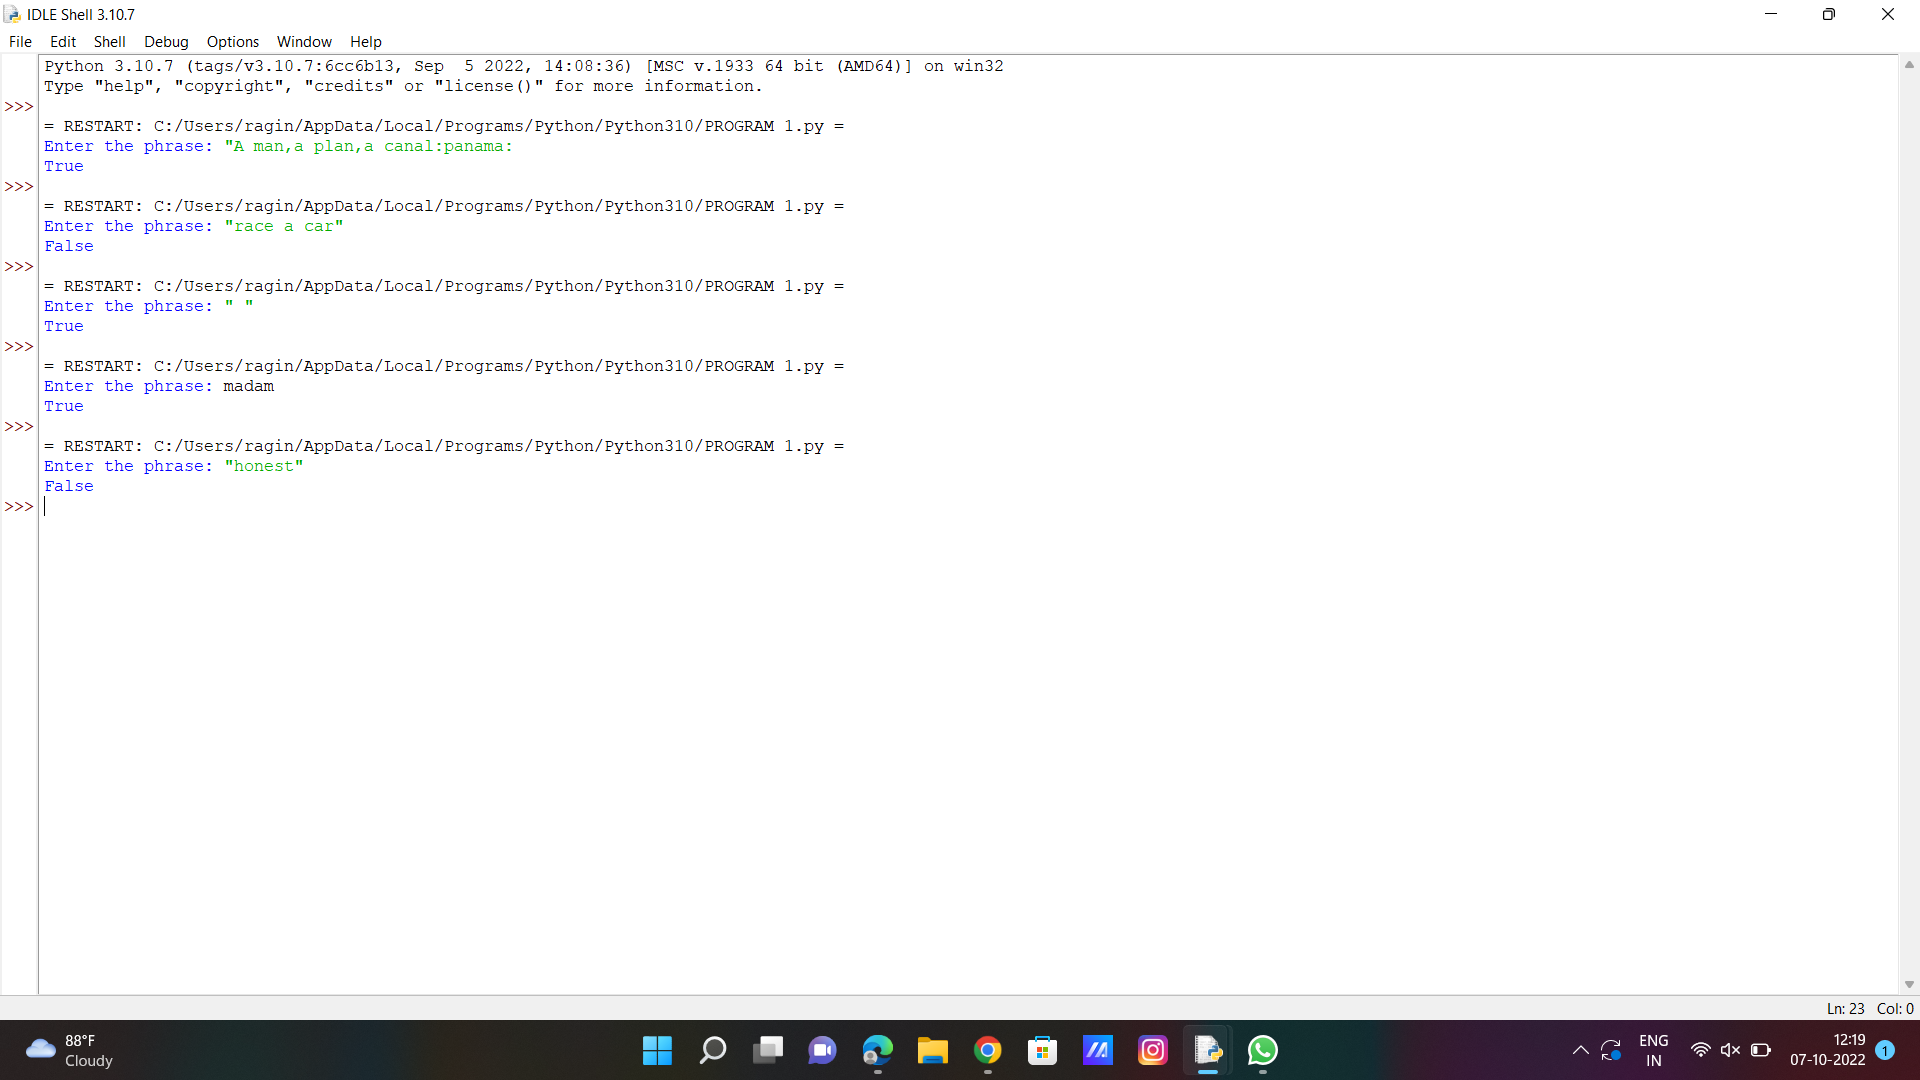 IDLE Shell 3.10.7
File Edit Shell Debug Options Window Help
Python 3.10.7 (tags/v3.10.7:6cc6b13, Sep  5 2022, 14:08:36) [MSC v.1933 64 bit (AMD64)] on win32
Type "help", "copyright", "credits" or "license()" for more information.
>>>
= RESTART: C:/Users/ragin/AppData/Local/Programs/Python/Python310/PROGRAM 1.py =
Enter the phrase: "A man,a plan,a canal:panama:
True
>>>
= RESTART: C:/Users/ragin/AppData/Local/Programs/Python/Python310/PROGRAM 1.py =
Enter the phrase: "race a car"
False
>>>
= RESTART: C:/Users/ragin/AppData/Local/Programs/Python/Python310/PROGRAM 1.py =
Enter the phrase: " "
True
>>>
= RESTART: C:/Users/ragin/AppData/Local/Programs/Python/Python310/PROGRAM 1.py =
Enter the phrase: madam
True
>>>
= RESTART: C:/Users/ragin/AppData/Local/Programs/Python/Python310/PROGRAM 1.py =
Enter the phrase: "honest"
False
>>>
Ln: 23 Col: 0
88°F
Cloudy
ENG
IN
12:19
07-10-2022
1